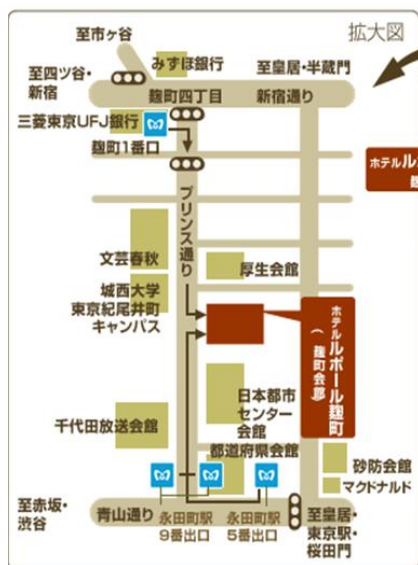 拡大図
至市ヶ谷
みずほ銀行
至四ツ谷・
新宿
至皇居・半蔵門
麹町四丁目
新宿通り
三菱東京UFJ銀行
麹町1番口
ホテルル
麹
プリンス通り
文芸春秋
厚生会館
城西大学
東京紀尾井町
キャンパス
ホテル
ルポール麹町
(麹町会館)
日本都市
センター
会館
千代田放送会館
都道府県会館
砂防会館
マクドナルド
至赤坂・
渋谷
青山通り
永田町駅
9番出口
永田町駅
5番出口
至皇居・
東京駅・
桜田門